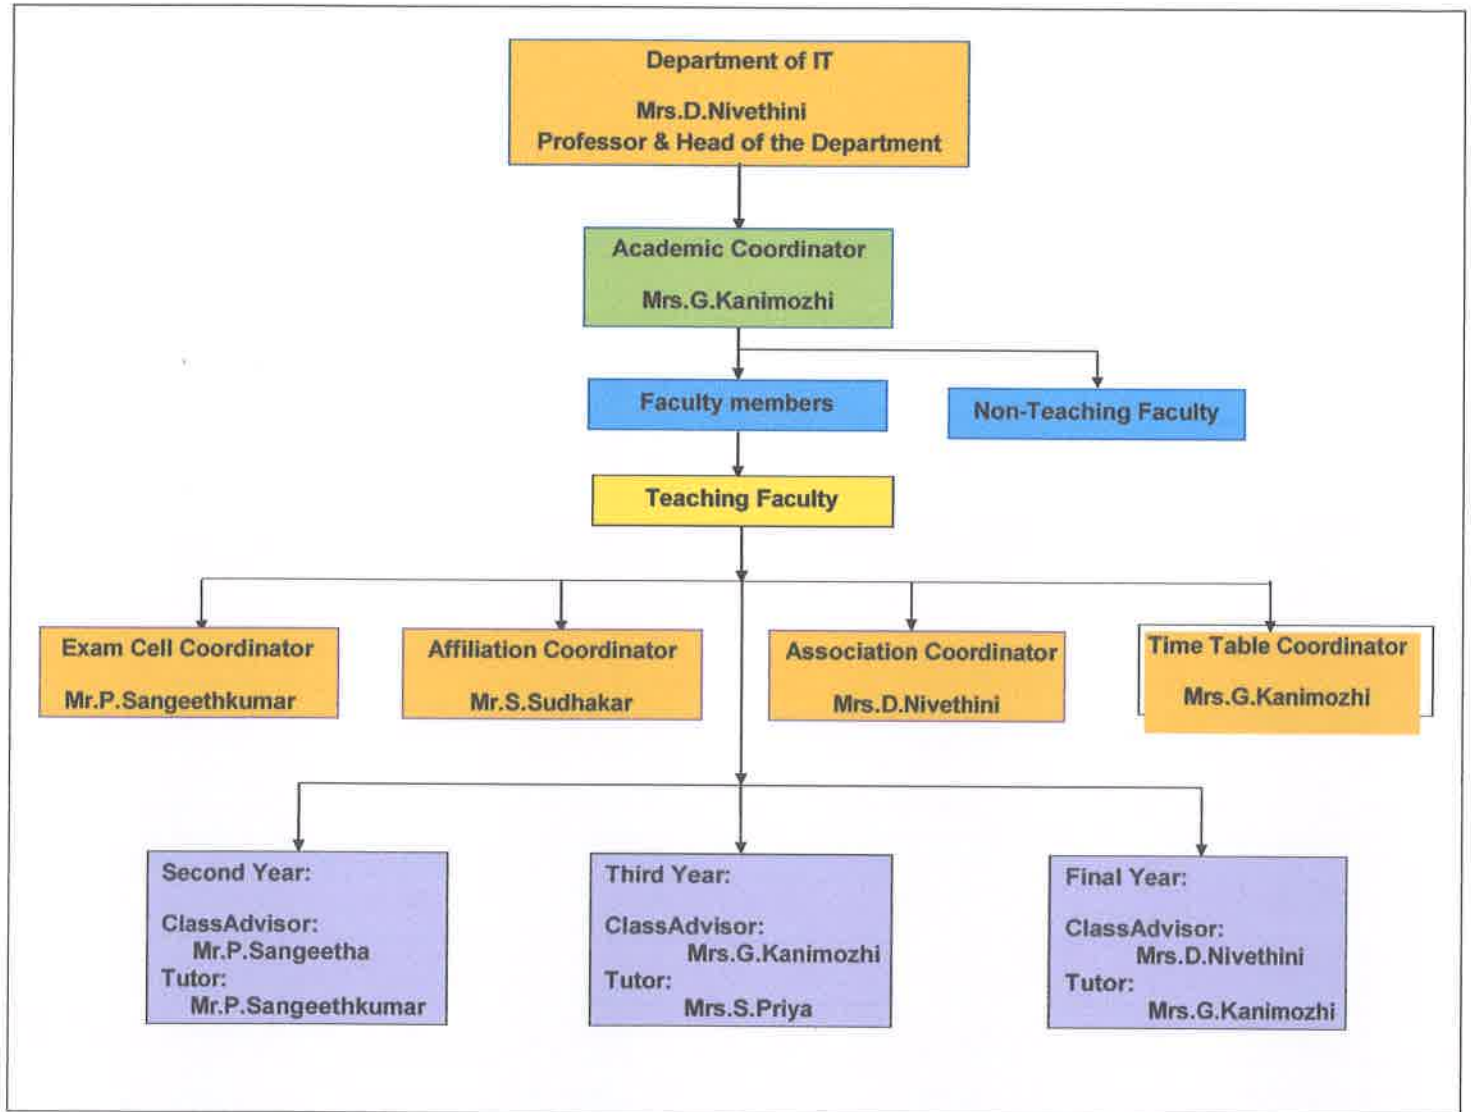 Department of IT
Mrs.D.Nivethini
Professor & Head of the Department
Academic Coordinator
Mrs.G.Kanimozhi
Faculty members
Non-Teaching Faculty
Teaching Faculty
Exam Cell Coordinator
Mr.P.Sangeethkumar
Affiliation Coordinator
Mr.S.Sudhakar
Association Coordinator
Mrs.D.Nivethini
Time Table Coordinator
Mrs.G.Kanimozhi
Second Year:
ClassAdvisor:
Mr.P.Sangeetha
Tutor:
Mr.P.Sangeethkumar
Third Year:
ClassAdvisor:
Mrs.G.Kanimozhi
Tutor:
Mrs.S.Priya
Final Year:
ClassAdvisor:
Mrs.D.Nivethini
Tutor:
Mrs.G.Kanimozhi